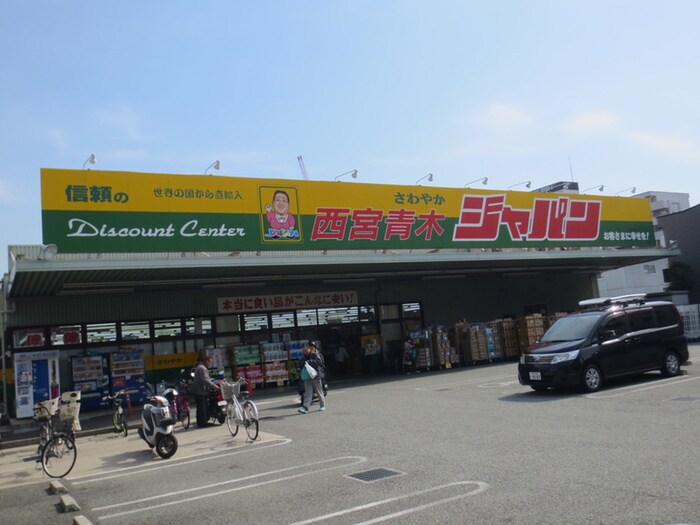 信頼の
世界の国から直輸入
Discount Center
さわやか
西宮青木
ジャパン
お客さまに幸せを!
本当に良い品がこんなに安い!